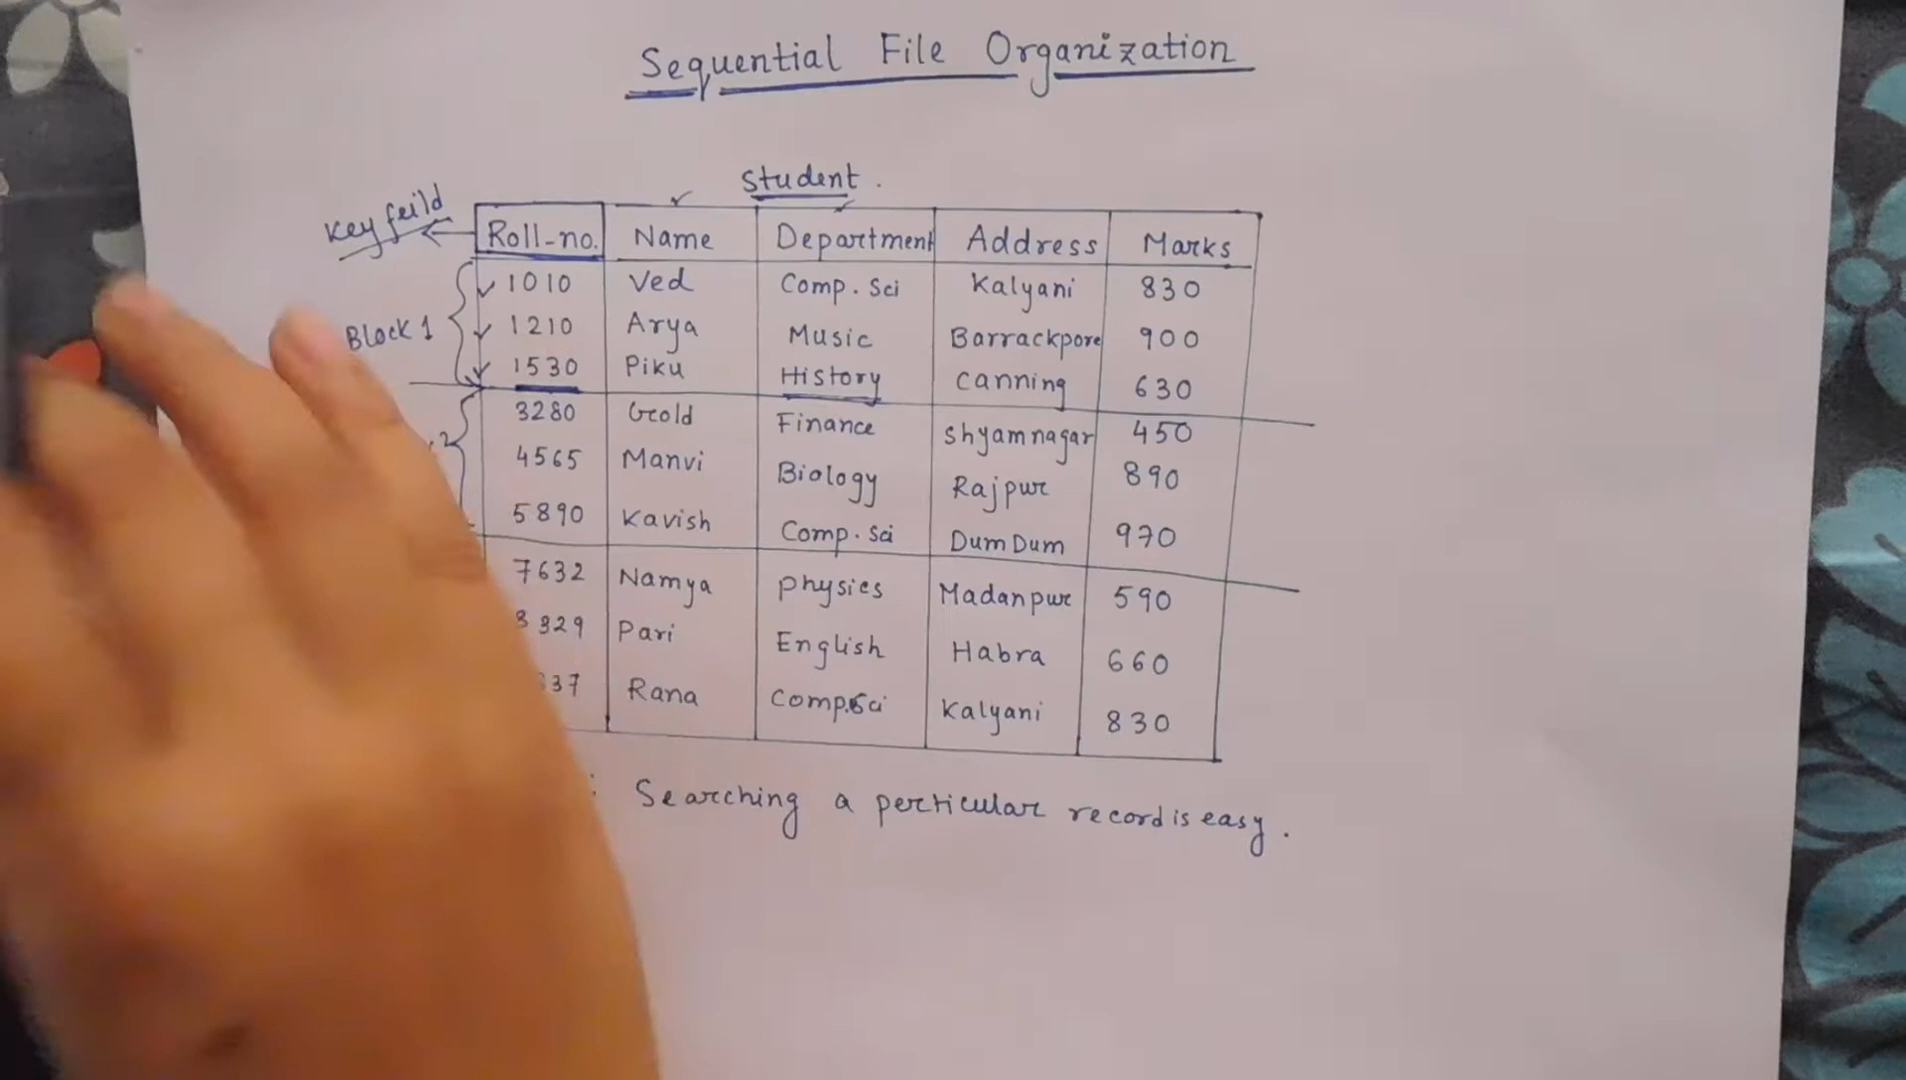 Sequential File Organization
Student.
Key feild
Roll-no. Name Department Address Marks
Block 1
1010 Ved Comp. Sci Kalyani 830
1210 Arya Music Barrackpore 900
1530 Piku History Canning 630
2
3280 Gold Finance Shyamnagar 450
4565 Manvi Biology Rajpur 890
5890 Kavish Comp. Sci DumDum 970
7632 Namya Physics Madanpur 590
Pari English Habra 660
Rana Comp.Sci Kalyani 830
: Searching a perticular record is easy.